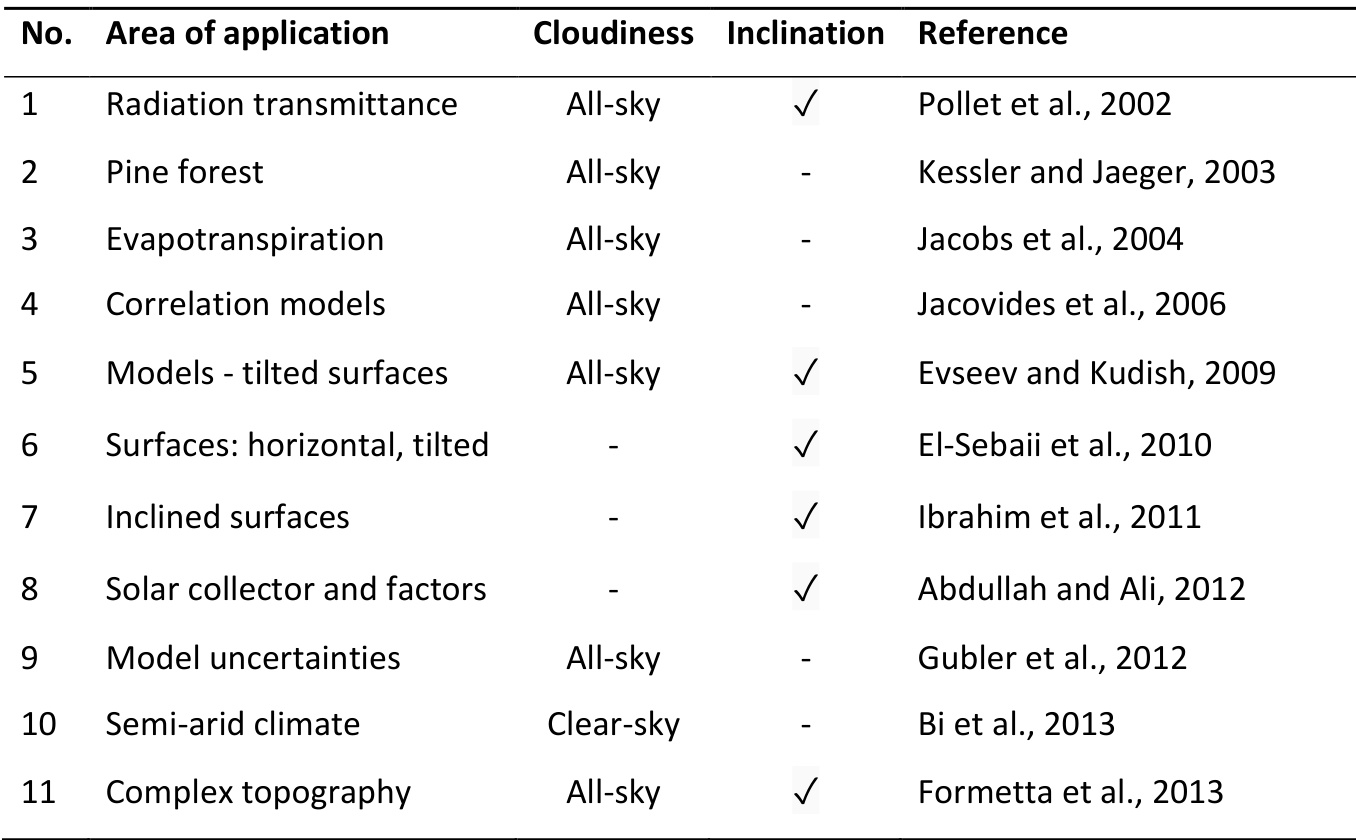 No. Area of application Cloudiness Inclination Reference
1 Radiation transmittance All-sky ✓ Pollet et al., 2002
2 Pine forest All-sky - Kessler and Jaeger, 2003
3 Evapotranspiration All-sky - Jacobs et al., 2004
4 Correlation models All-sky - Jacovides et al., 2006
5 Models - tilted surfaces All-sky ✓ Evseev and Kudish, 2009
6 Surfaces: horizontal, tilted - ✓ El-Sebaii et al., 2010
7 Inclined surfaces - ✓ Ibrahim et al., 2011
8 Solar collector and factors - ✓ Abdullah and Ali, 2012
9 Model uncertainties All-sky - Gubler et al., 2012
10 Semi-arid climate Clear-sky - Bi et al., 2013
11 Complex topography All-sky ✓ Formetta et al., 2013